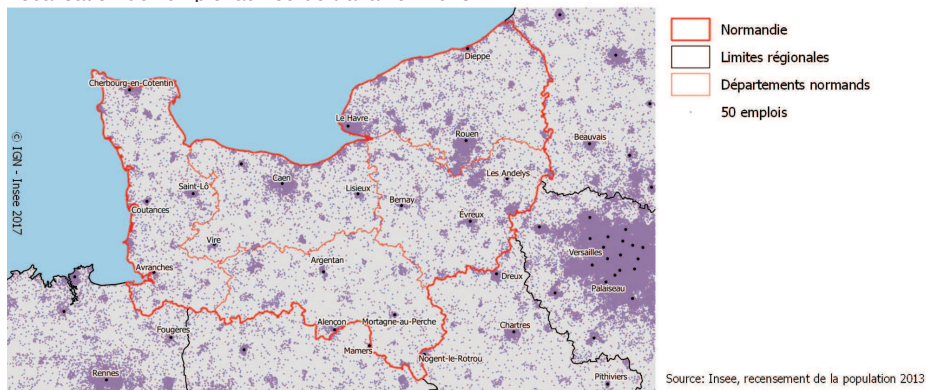 Normandie
Limites régionales
Départements normands
50 emplois
Dieppe
Cherbourg-en-Cotentin
Le Havre
Rouen
Beauvais
Les Andelys
Saint-Lô
Caen
Lisieux
Bernay
Coutances
Évreux
Vire
Versailles
Avranches
Argentan
Dreux
Palaiseau
Alençon
Mortagne-au-Perche
Fougères
Chartres
Mamers
Nogent-le-Rotrou
Rennes
Pithiviers
© IGN - Insee 2017
Source: Insee, recensement de la population 2013